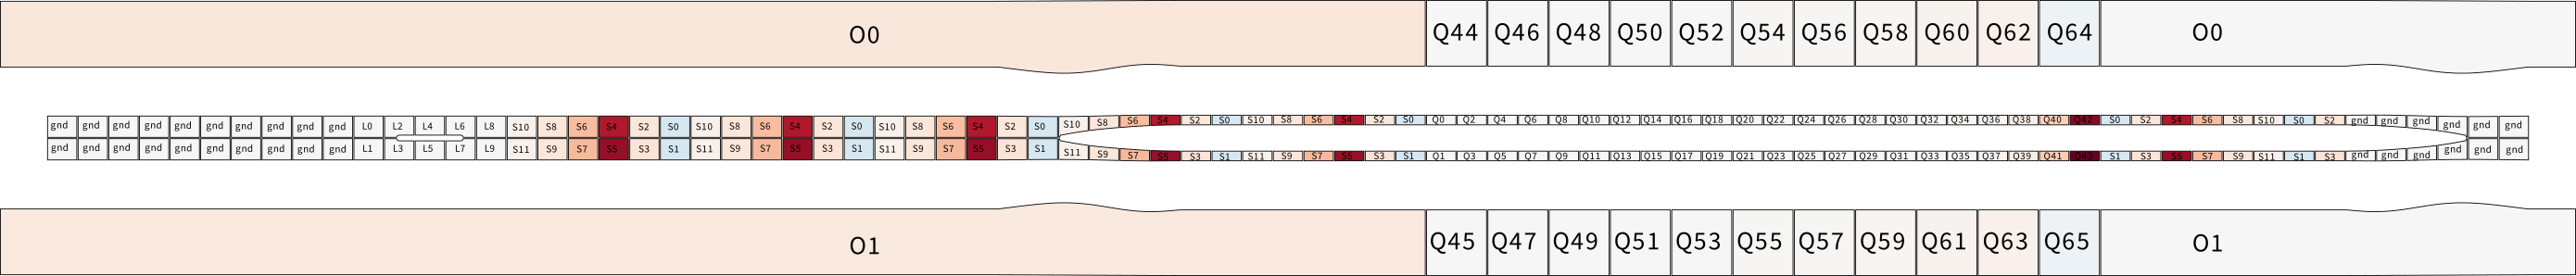 O0 Q44 Q46 Q48 Q50 Q52 Q54 Q56 Q58 Q60 Q62 Q64 O0
gnd gnd gnd gnd gnd gnd gnd gnd gnd gnd L0 L2 L4 L6 L8 S10 S8 S6 S4 S2 S0 S10 S8 S6 S4 S2 S0 S10 S8 S6 S4 S2 S0 S10 S8 S6 S4 S2 S0 S10 S8 S6 S4 S2 S0 Q0 Q2 Q4 Q6 Q8 Q10 Q12 Q14 Q16 Q18 Q20 Q22 Q24 Q26 Q28 Q30 Q32 Q34 Q36 Q38 Q40 Q42 S0 S2 S4 S6 S8 S10 S0 S2 gnd gnd gnd gnd gnd gnd
gnd gnd gnd gnd gnd gnd gnd gnd gnd gnd L1 L3 L5 L7 L9 S11 S9 S7 S5 S3 S1 S11 S9 S7 S5 S3 S1 S11 S9 S7 S5 S3 S1 S11 S9 S7 S5 S3 S1 S11 S9 S7 S5 S3 S1 Q1 Q3 Q5 Q7 Q9 Q11 Q13 Q15 Q17 Q19 Q21 Q23 Q25 Q27 Q29 Q31 Q33 Q35 Q37 Q39 Q41 Q43 S1 S3 S5 S7 S9 S11 S1 S3 gnd gnd gnd gnd gnd gnd
O1 Q45 Q47 Q49 Q51 Q53 Q55 Q57 Q59 Q61 Q63 Q65 O1